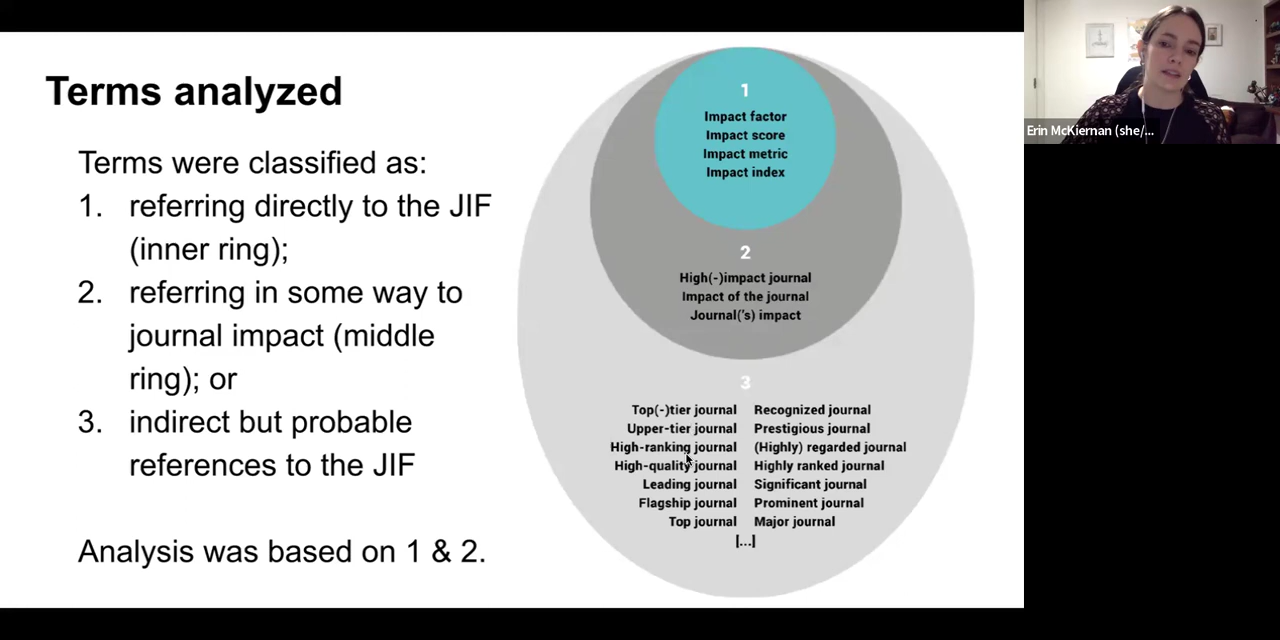 Terms analyzed
Terms were classified as:
1. referring directly to the JIF
(inner ring);
2. referring in some way to
journal impact (middle
ring); or
3. indirect but probable
references to the JIF
Analysis was based on 1 & 2.
1
Impact factor
Impact score
Impact metric
Impact index
2
High(-)impact journal
Impact of the journal
Journal('s) impact
3
Top(-)tier journal Recognized journal
Upper-tier journal Prestigious journal
High-ranking journal (Highly) regarded journal
High-quality journal Highly ranked journal
Leading journal Significant journal
Flagship journal Prominent journal
Top journal Major journal
[...]
Erin McKiernan (she/...